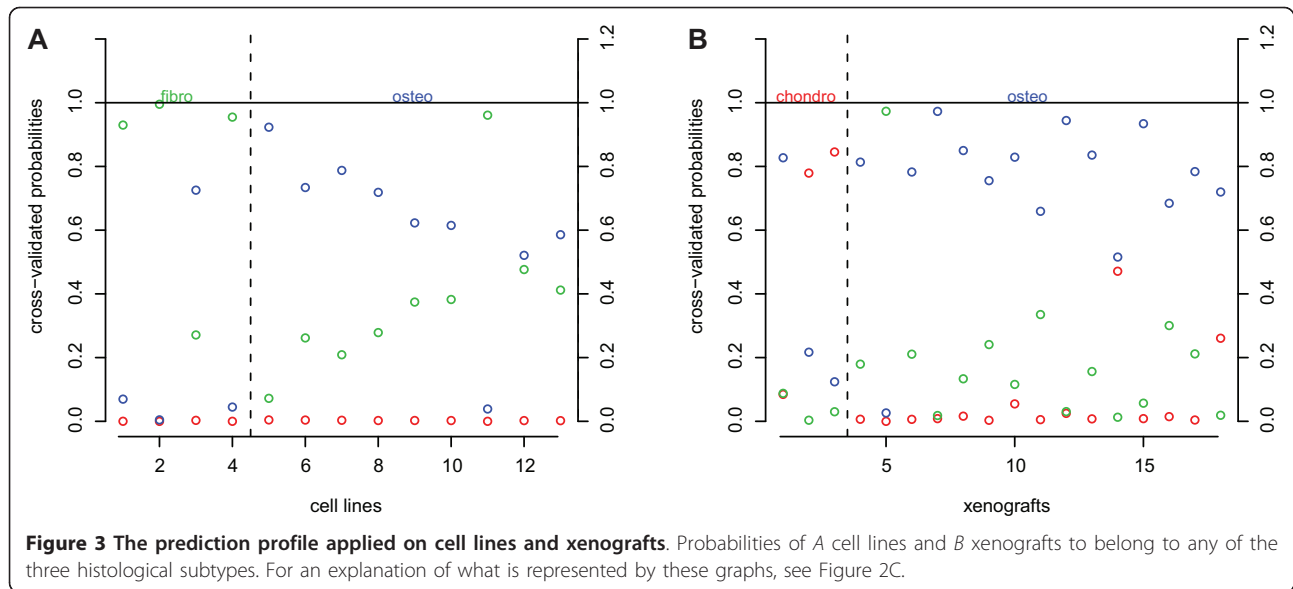 A
fibro
osteo
0.0 0.2 0.4 0.6 0.8 1.0
cross-validated probabilities
0.0 0.2 0.4 0.6 0.8 1.0 1.2
2 4 6 8 10 12
cell lines
B
chondro
osteo
0.0 0.2 0.4 0.6 0.8 1.0
cross-validated probabilities
0.0 0.2 0.4 0.6 0.8 1.0 1.2
5 10 15
xenografts
Figure 3 The prediction profile applied on cell lines and xenografts. Probabilities of A cell lines and B xenografts to belong to any of the
three histological subtypes. For an explanation of what is represented by these graphs, see Figure 2C.